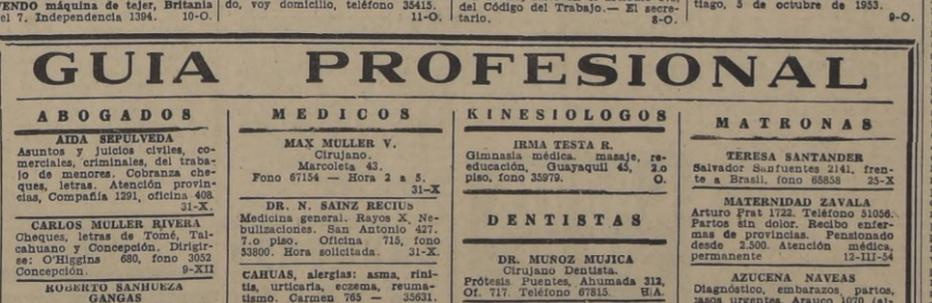 VENDO máquina de tejer, Britania
el 7. Independencia 1394. 10-O.
do, voy domicilio, teléfono 35415.
11-O.
del Código del Trabajo.— El secre-
tario. 8-O.
tiago, 5 de octubre de 1953.
9-O.
GUIA PROFESIONAL
ABOGADOS
AIDA SEPULVEDA
Asuntos y juicios civiles, co-
merciales, criminales, del traba-
jo de menores. Cobranza che-
ques, letras. Atención provin-
cias, Compañía 1291, oficina 408.
31-X.
CARLOS MULLER RIVERA
Cheques, letras de Tomé, Tal-
cahuano y Concepción. Dirigir-
se: O'Higgins 680, fono 3052
Concepción. 9-XII
ROBERTO SANHUEZA
GANGAS
MEDICOS
MAX MULLER V.
Cirujano.
Marcoleta 43.
Fono 67154 — Hora 2 a 5.
31-X
DR. N. SAINZ RECIUS
Medicina general. Rayos X, Ne-
bulizaciones. San Antonio 427.
7.o piso. Oficina 715, fono
53800. Hora solicitada. 31-X.
CAHUAS, alergias: asma, rini-
tis, urticaria, eczema, reuma-
tismo. Carmen 765 — 35631.
KINESIOLOGOS
IRMA TESTA R.
Gimnasia médica. masaje, re-
educación, Guayaquil 45, 2.o
piso, fono 35979. O.
DENTISTAS
DR. MUÑOZ MUJICA
Cirujano Dentista.
Prótesis Puentes, Ahumada 312,
Of. 717. Teléfono 67815.
MATRONAS
TERESA SANTANDER
Salvador Sanfuentes 2141, fren-
te a Brasil, fono 65858 25-X
MATERNIDAD ZAVALA
Arturo Prat 1722. Teléfono 51056.
Partos sin dolor. Recibo enfer-
mas de provincias. Pensionado
desde 2.500. Atención médica,
permanente 12-III-54
AZUCENA NAVEAS
Diagnóstico, embarazos, partos,